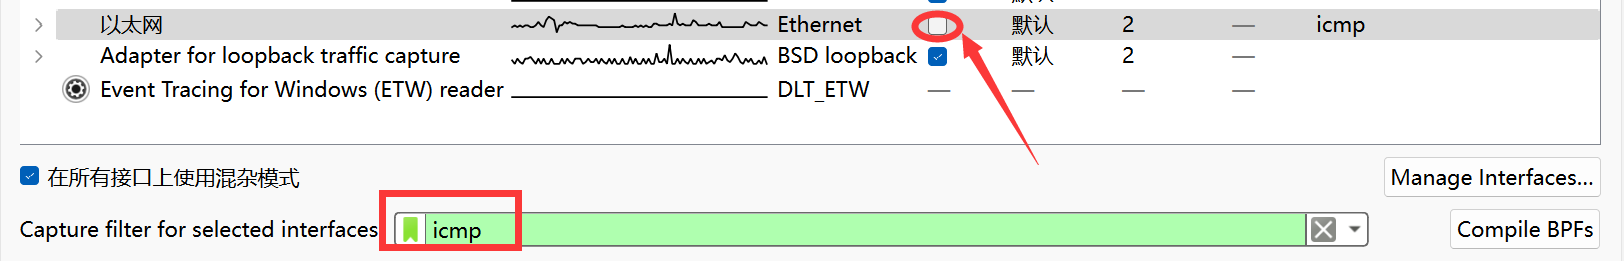 以太网 Ethernet 默认 2 — icmp
Adapter for loopback traffic capture BSD loopback 默认 2 —
Event Tracing for Windows (ETW) reader DLT_ETW — — — —
在所有接口上使用混杂模式 Manage Interfaces...
Capture filter for selected interfaces icmp Compile BPFs